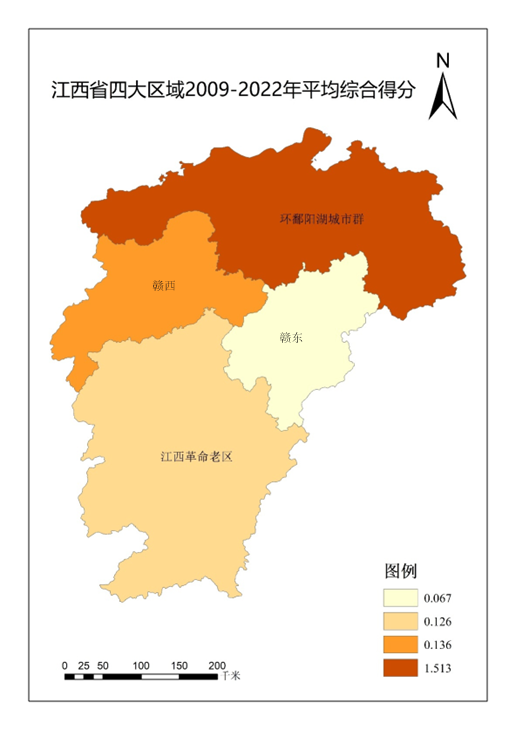 N
江西省四大区域2009-2022年平均综合得分
环鄱阳湖城市群
赣西
赣东
江西革命老区
图例
0.067
0.126
0.136
1.513
0 25 50 100 150 200
千米